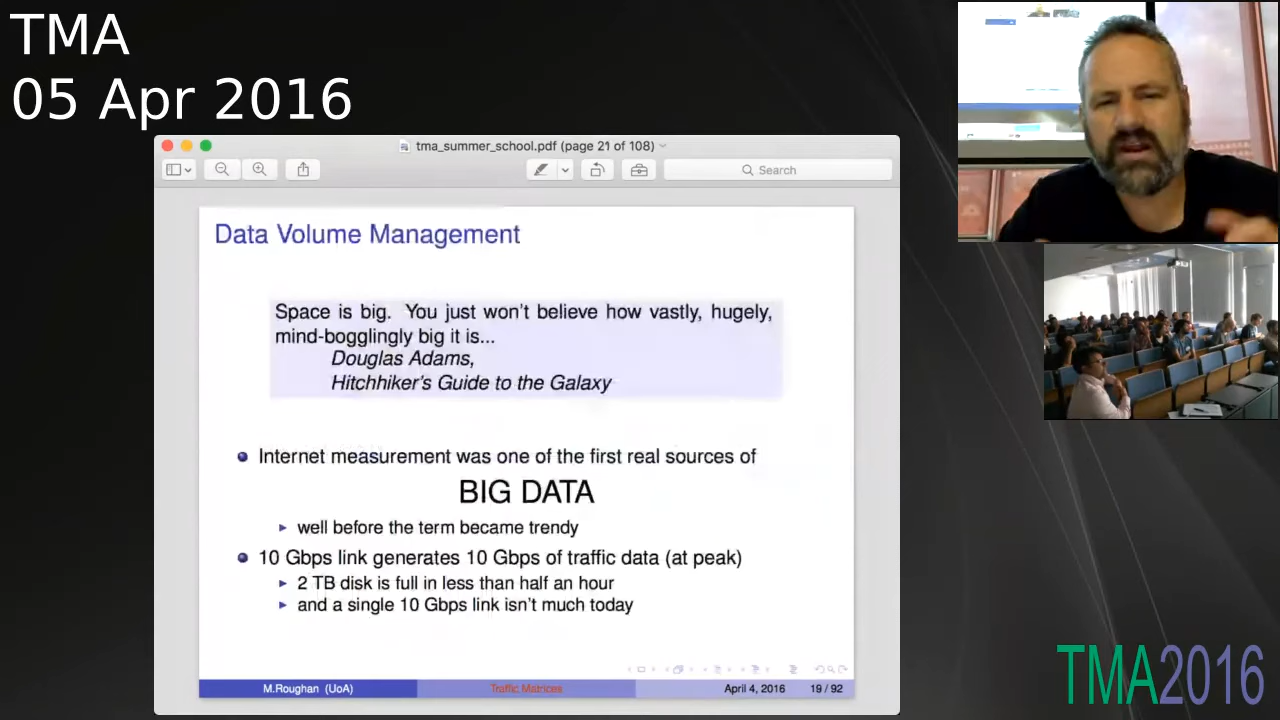 TMA
05 Apr 2016
tma_summer_school.pdf (page 21 of 108)
Search
Data Volume Management
Space is big. You just won't believe how vastly, hugely,
mind-bogglingly big it is...
Douglas Adams,
Hitchhiker's Guide to the Galaxy
Internet measurement was one of the first real sources of
BIG DATA
well before the term became trendy
10 Gbps link generates 10 Gbps of traffic data (at peak)
2 TB disk is full in less than half an hour
and a single 10 Gbps link isn't much today
M.Roughan (UoA)
Traffic Matrices
April 4, 2016
19 / 92
TMA2016